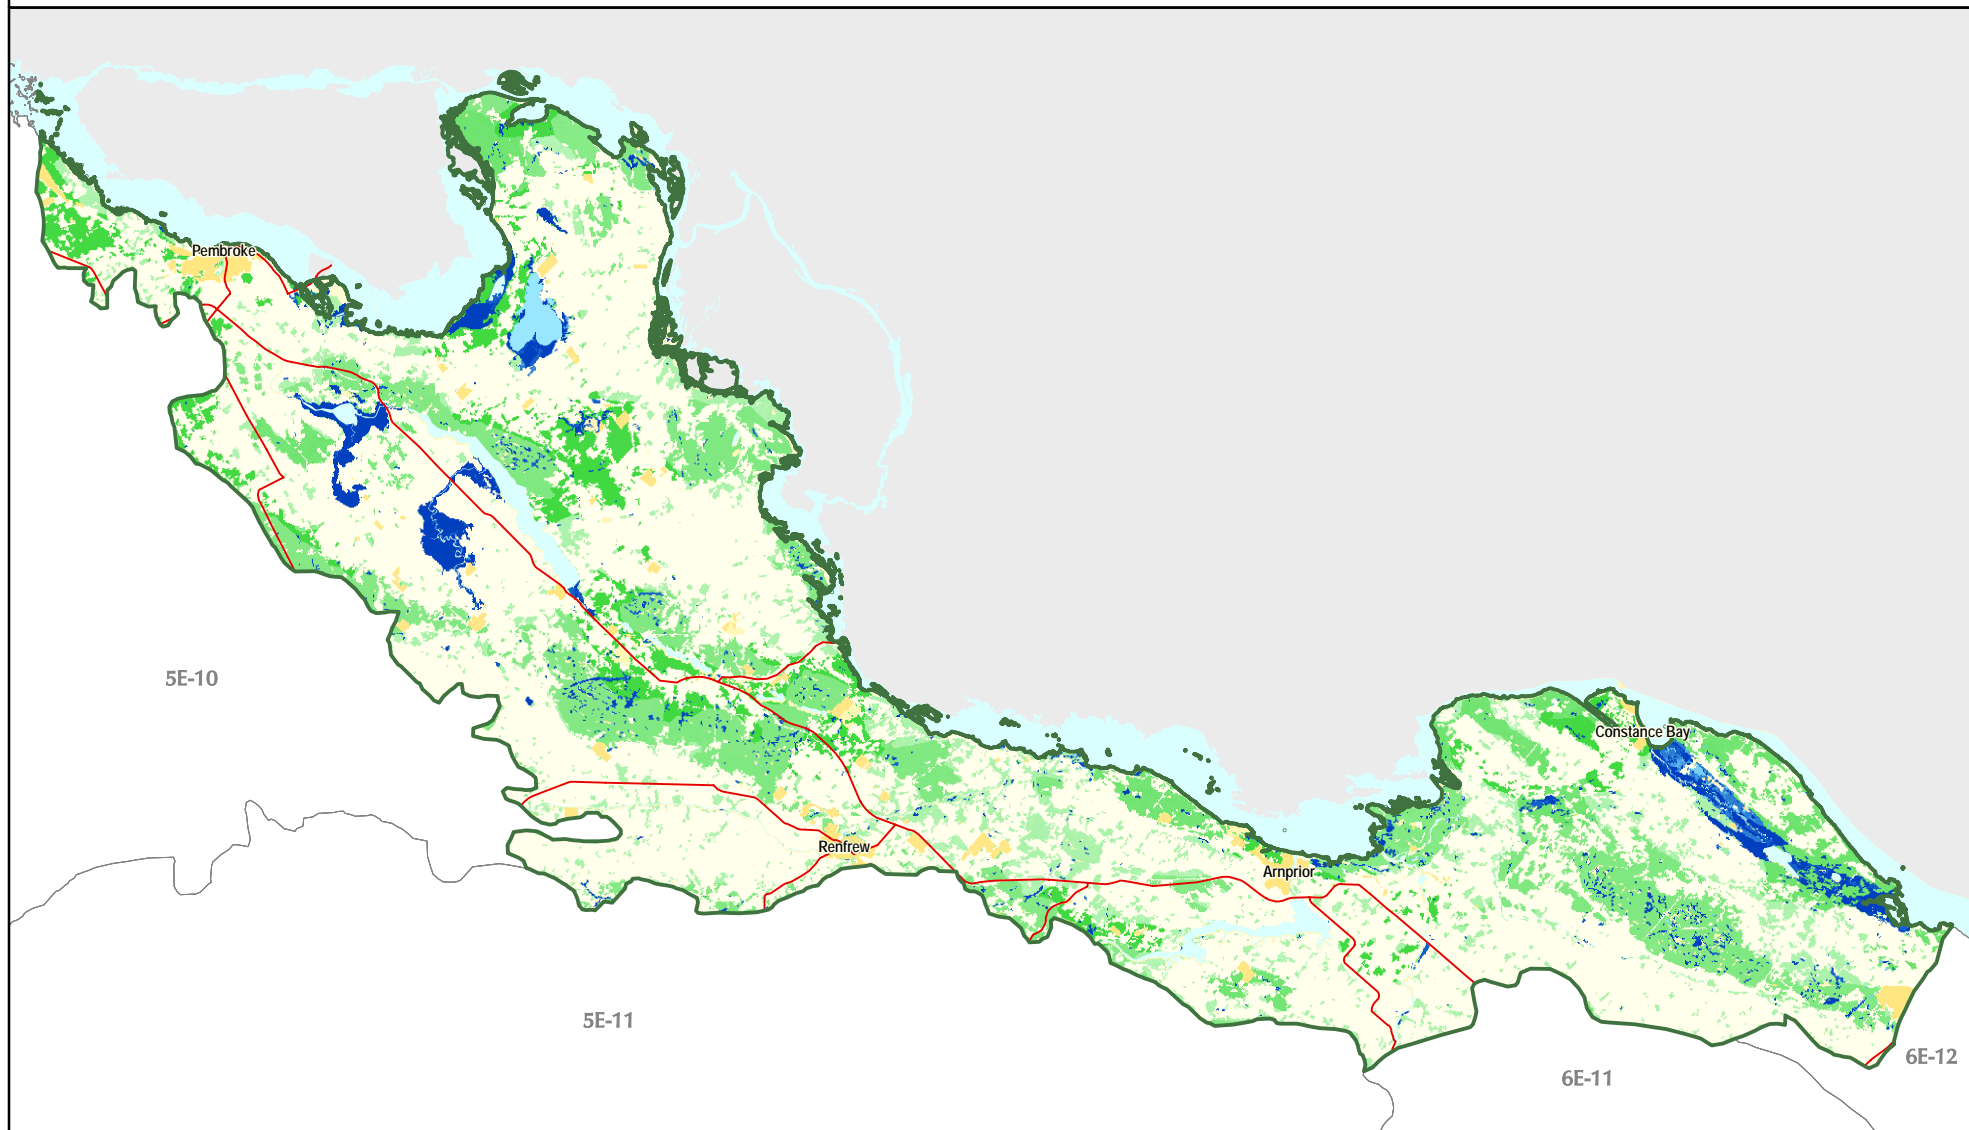 Pembroke
5E-10
Constance Bay
Renfrew
Arnprior
5E-11
6E-12
6E-11